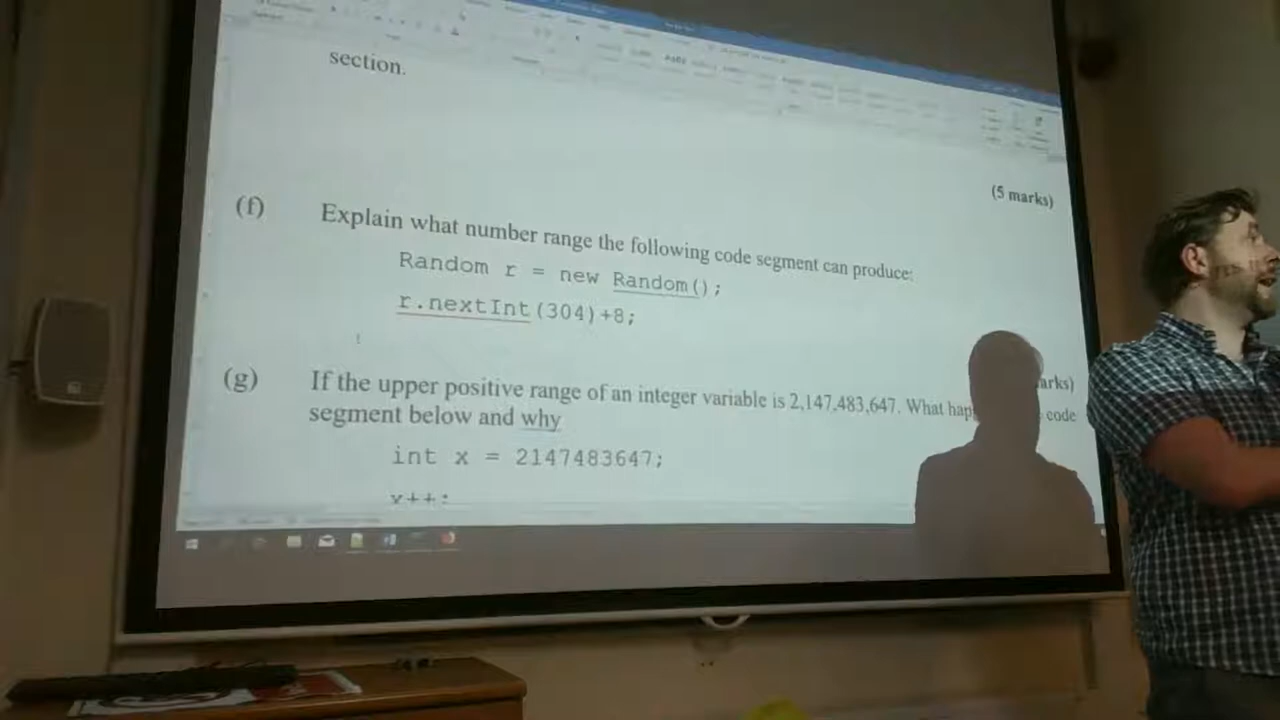 section.
(5 marks)
(f) Explain what number range the following code segment can produce:
Random r = new Random();
r.nextInt(304)+8;
arks)
(g) If the upper positive range of an integer variable is 2,147,483,647. What hap code
segment below and why
int x = 2147483647;
x++;